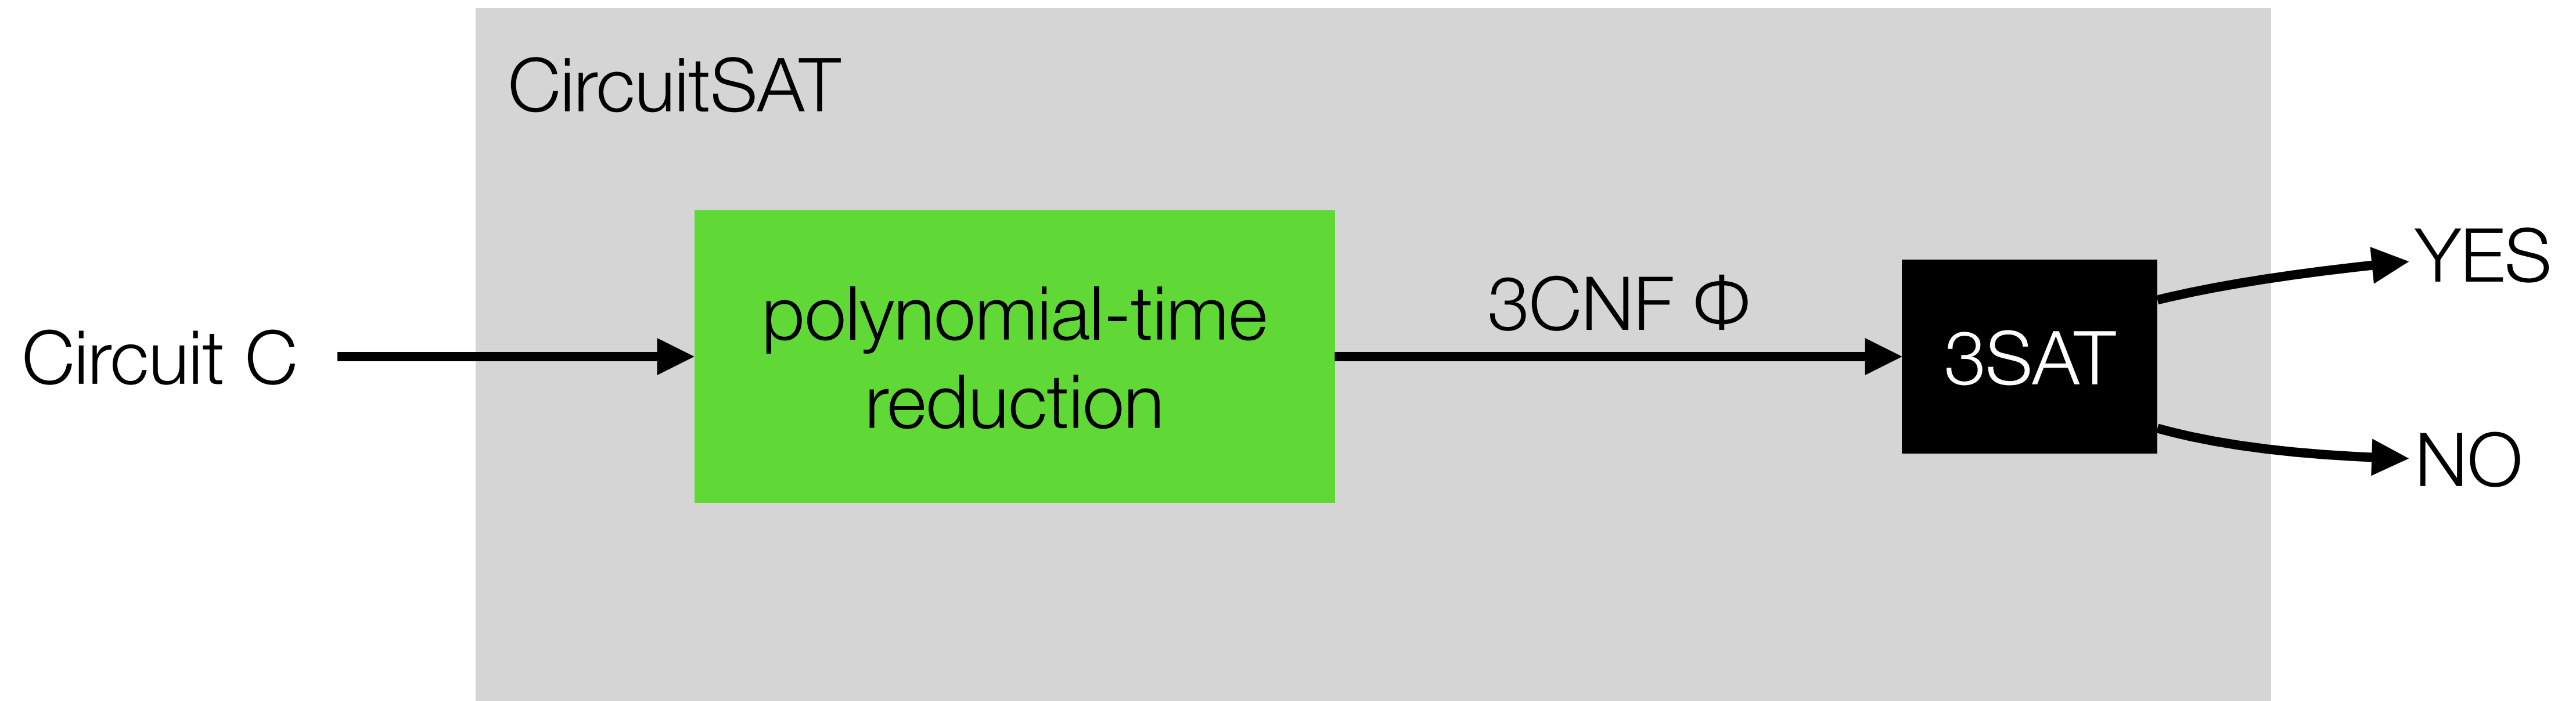 CircuitSAT
Circuit C
polynomial-time
reduction
3CNF Φ
3SAT
YES
NO